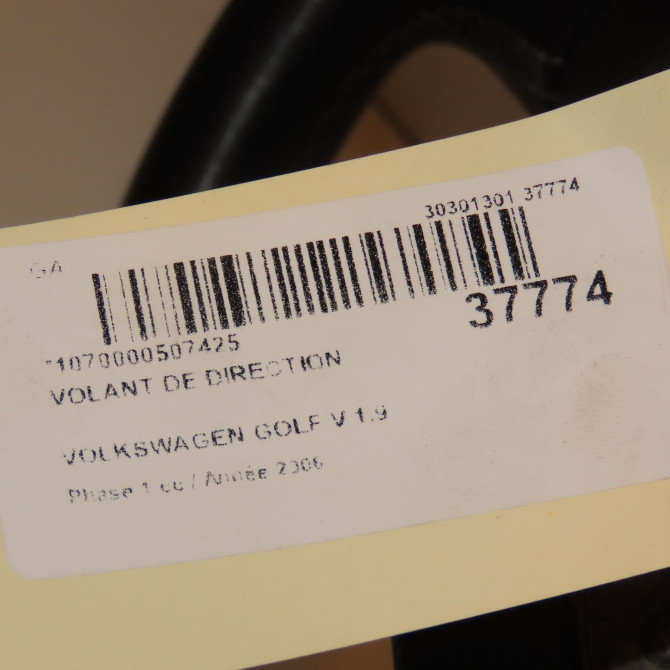 30301301 37774
GA
37774
*1070000507425
VOLANT DE DIRECTION
VOLKSWAGEN GOLF V 1.9
Phase 1 cc / Année 2006